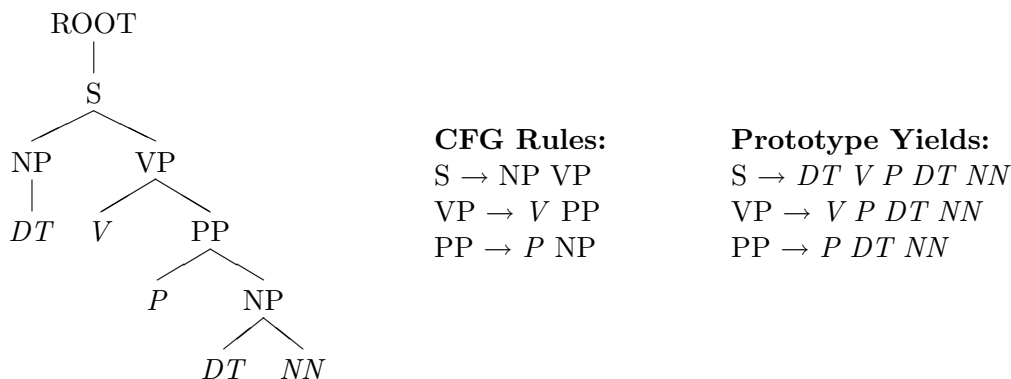 ROOT
S
NP VP
DT V PP
P NP
DT NN
CFG Rules:
S → NP VP
VP → V PP
PP → P NP
Prototype Yields:
S → DT V P DT NN
VP → V P DT NN
PP → P DT NN